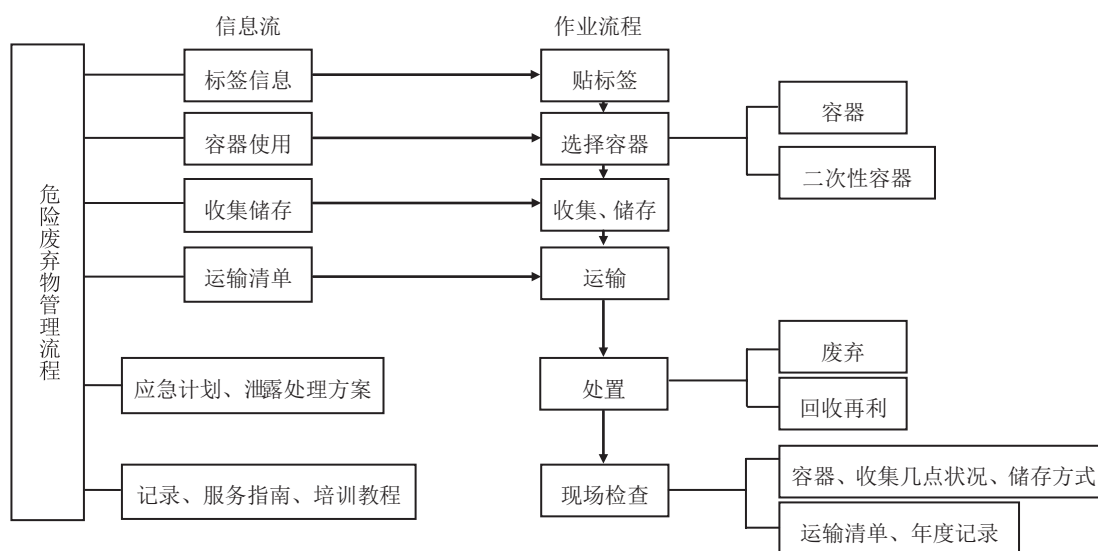 信息流
作业流程
标签信息
贴标签
容器使用
选择容器
容器
二次性容器
收集储存
收集、储存
运输清单
运输
危险废弃物管理流程
应急计划、泄露处理方案
处置
废弃
回收再利
记录、服务指南、培训教程
现场检查
容器、收集几点状况、储存方式
运输清单、年度记录